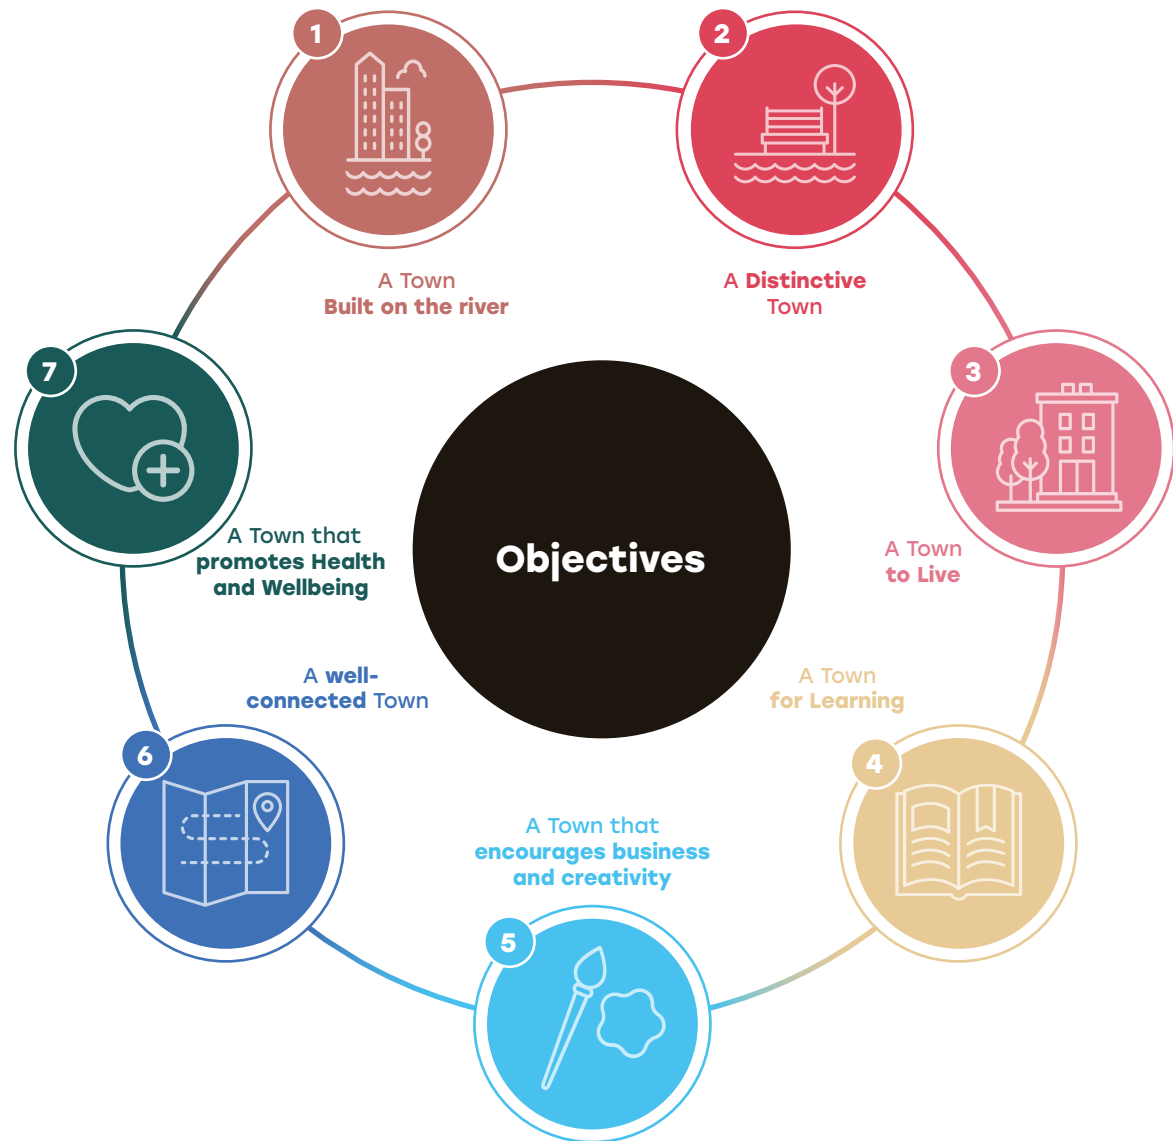 1
A Town
Built on the river
2
A Distinctive
Town
3
A Town
to Live
4
A Town
for Learning
5
A Town that
encourages business
and creativity
6
A well-
connected Town
7
A Town that
promotes Health
and Wellbeing
Objectives